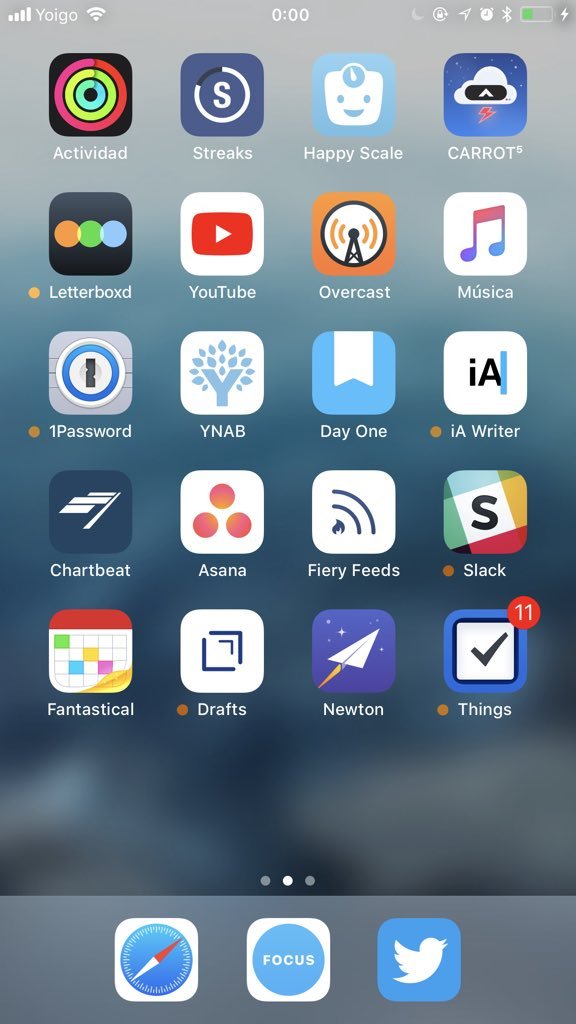 Yoigo 0:00
S
Actividad Streaks Happy Scale CARROT⁵
Letterboxd YouTube Overcast Música
iA
1Password YNAB Day One iA Writer
S
Chartbeat Asana Fiery Feeds Slack
11
Fantastical Drafts Newton Things
FOCUS